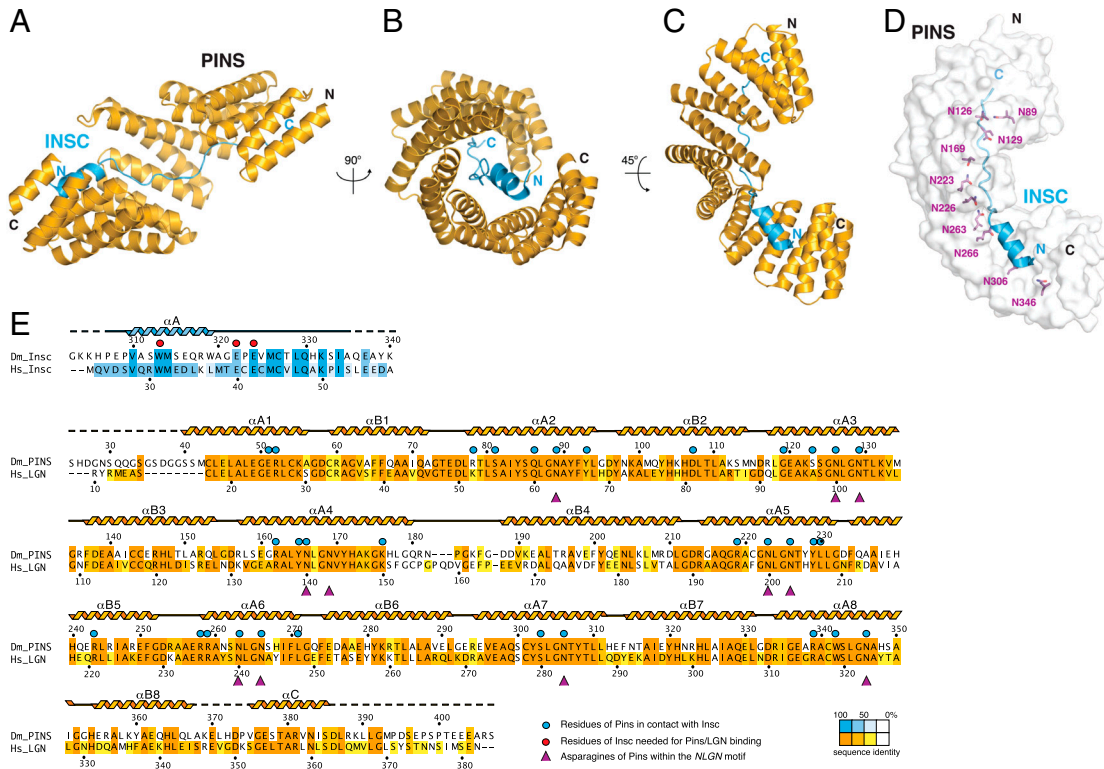 A
B
C
D
PINS
N
INSC
N
C
C
90°
C
N
C
45°
C
N
N
C
PINS
N
C
N126
N89
N129
N169
N223
N226
N263
N266
N306
N346
INSC
N
C
E
αA
310 320 330 340
Dm_Insc GKKHPEPVASWMSEQRWAGEPEVMCTLQHKSIAQEAYK
Hs_Insc --MQVDSVQRWMEDLKLMTECECMCVLQAKPISLEEDA
30 40 50
αA1 αB1 αA2 αB2 αA3
30 40 50 60 70 80 90 100 110 120 130
Dm_PINS SHDGNSQQGSGSDGGSSMCLELALEGERLCKAGDCRAGVAFFQAAIQAGTEDLRTLSAIYSQLGNAYFYLGDYNKAMQYHKHDLTLAKSMNDRLGEAKSSGNLGNTLKVM
Hs_LGN --RYRMEAS---------CLELALEGERLCKSGDCRAGVSFFEAAVQVGTEDLKTLSAIYSQLGNAYFYLHDYAKALEYHHHDLTLARTIGDQLGEAKASGNLGNTLKVL
10 20 30 40 50 60 70 80 90 100
αB3 αA4 αB4 αA5
140 150 160 170 180 190 200 210 220 230
Dm_PINS GRFDEAAICCERHLTLARQLGDRLSEGRALYNLGNVYHAKGKHLGQRN--PGKFG-DDVKEALTRAVEFYQENLKLMRDLGDRGAQGRACGNLGNTYYLLGDFQAAIEH
Hs_LGN GNFDEAIVCCQRHLDISRELNDKVGEARALYNLGNVYHAKGKSFGCPGPQDVGEFP-EEVRDALQAAVDFYEENLSLVTALGDRAAQGRAFGNLGNTHYLLGNFRDAVIA
110 120 130 140 150 160 170 180 190 200 210
αB5 αA6 αB6 αA7 αB7 αA8
240 250 260 270 280 290 300 310 320 330 340 350
Dm_PINS HQERLRIAREFGDRAAERRANSNLGNSHIFLGQFEDAAEHYKRTLALAVELGEREVEAQSCYSLGNTYTLLHEFNTAIEYHNRHLAIAQELGDRIGEARACWSLGNAHSA
Hs_LGN HEQRLLIAKEFGDKAAERRAYSNLGNAYIFLGEFETASEYYKKTLLLARQLKDRAVEAQSCYSLGNTYTLLQDYEKAIDYHLKHLAIAQELNDRIGEGRACWSLGNAYTA
220 230 240 250 260 270 280 290 300 310 320
αB8 αC
360 370 380 390 400
Dm_PINS IGGHERALKYAEQHLQLAKELHDPVGESTARVNISDLRKLLGMPDSEPSPTEEEARS
Hs_LGN LGNHDQAMHFAEKHLEISREVGDKSGELTARLNLSDLQMVLGLSYSTNNSIMSEN--
330 340 350 360 370 380
Residues of Pins in contact with Insc
Residues of Insc needed for Pins/LGN binding
Asparagines of Pins within the NLGN motif
100 50 0%
sequence identity